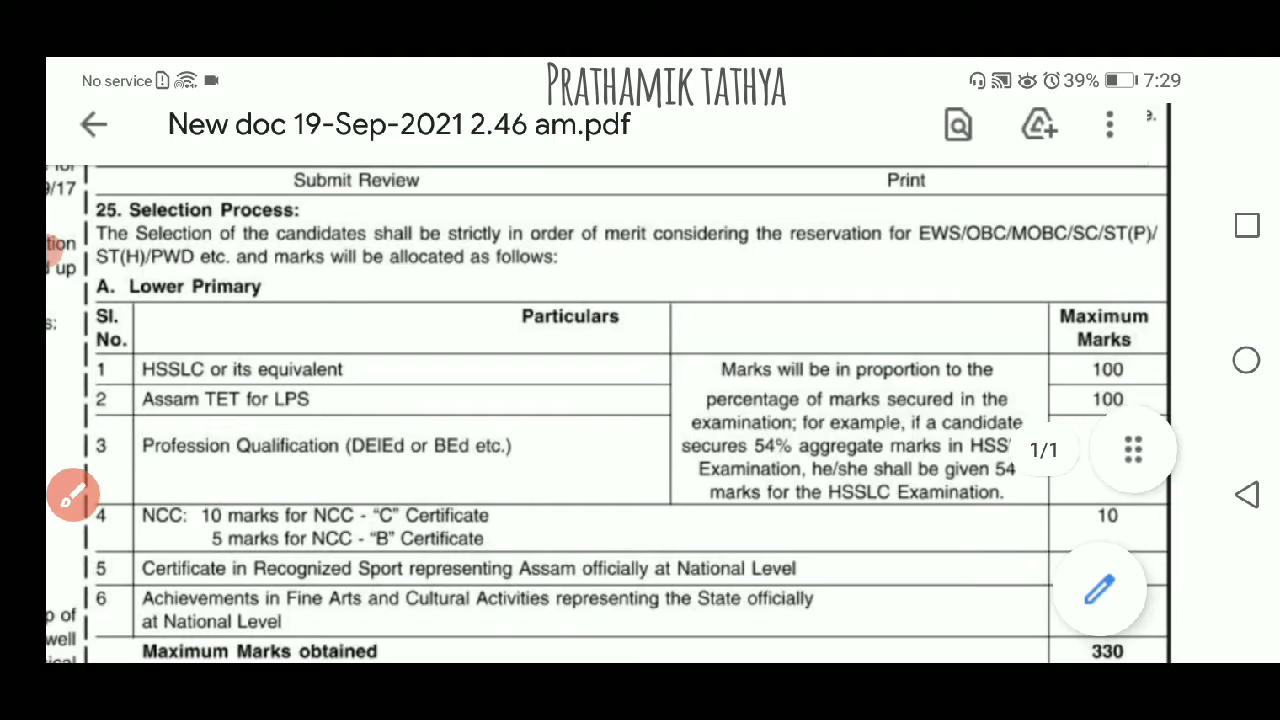 PRATHAMIK TATHYA
No service 39% 7:29
New doc 19-Sep-2021 2.46 am.pdf
9/17
tion
up
p of
well
Submit Review Print
25. Selection Process:
The Selection of the candidates shall be strictly in order of merit considering the reservation for EWS/OBC/MOBC/SC/ST(P)/
ST(H)/PWD etc. and marks will be allocated as follows:
A. Lower Primary
Sl. No. Particulars Maximum Marks
1 HSSLC or its equivalent 100
2 Assam TET for LPS 100
3 Profession Qualification (DElEd or BEd etc.)
Marks will be in proportion to the
percentage of marks secured in the
examination; for example, if a candidate
secures 54% aggregate marks in HSS
Examination, he/she shall be given 54
marks for the HSSLC Examination.
1/1
4 NCC: 10 marks for NCC - “C” Certificate 10
5 marks for NCC - “B” Certificate
5 Certificate in Recognized Sport representing Assam officially at National Level
6 Achievements in Fine Arts and Cultural Activities representing the State officially
at National Level
Maximum Marks obtained 330